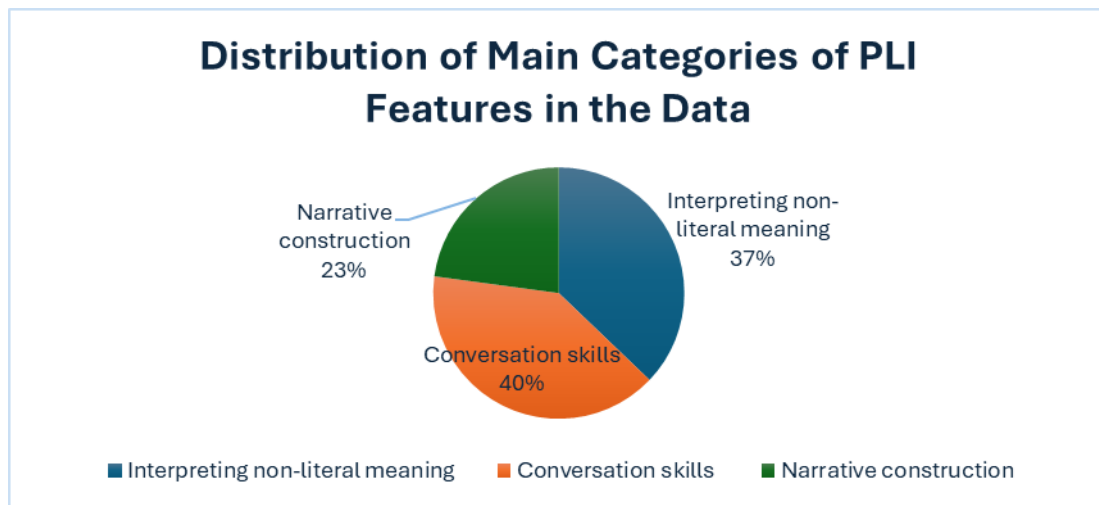 Distribution of Main Categories of PLI
Features in the Data
Interpreting non-
literal meaning
37%
Narrative
construction
23%
Conversation skills
40%
Interpreting non-literal meaning
Conversation skills
Narrative construction